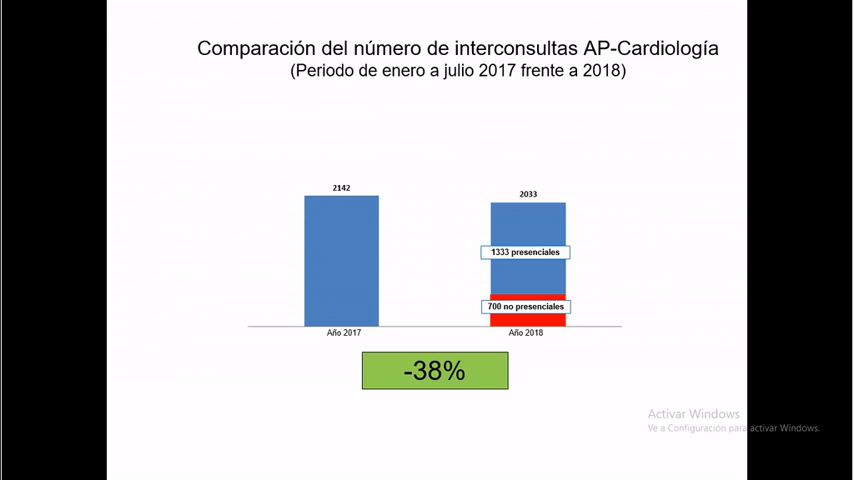 Comparación del número de interconsultas AP-Cardiología
(Periodo de enero a julio 2017 frente a 2018)
2142
2033
1333 presenciales
700 no presenciales
Año 2017
Año 2018
-38%
Activar Windows
Ve a Configuración para activar Windows.